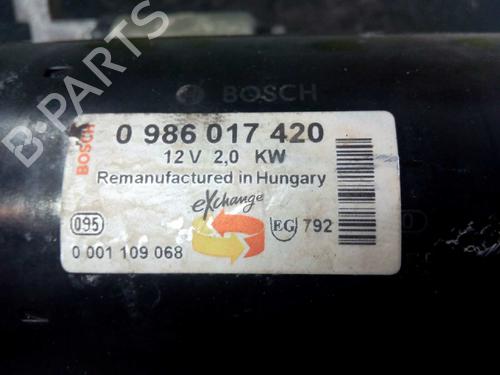 B-PARTS
BOSCH
BOSCH
0 986 017 420
12 V 2,0 KW
Remanufactured in Hungary
eXchange
095
EG 792
0 001 109 068